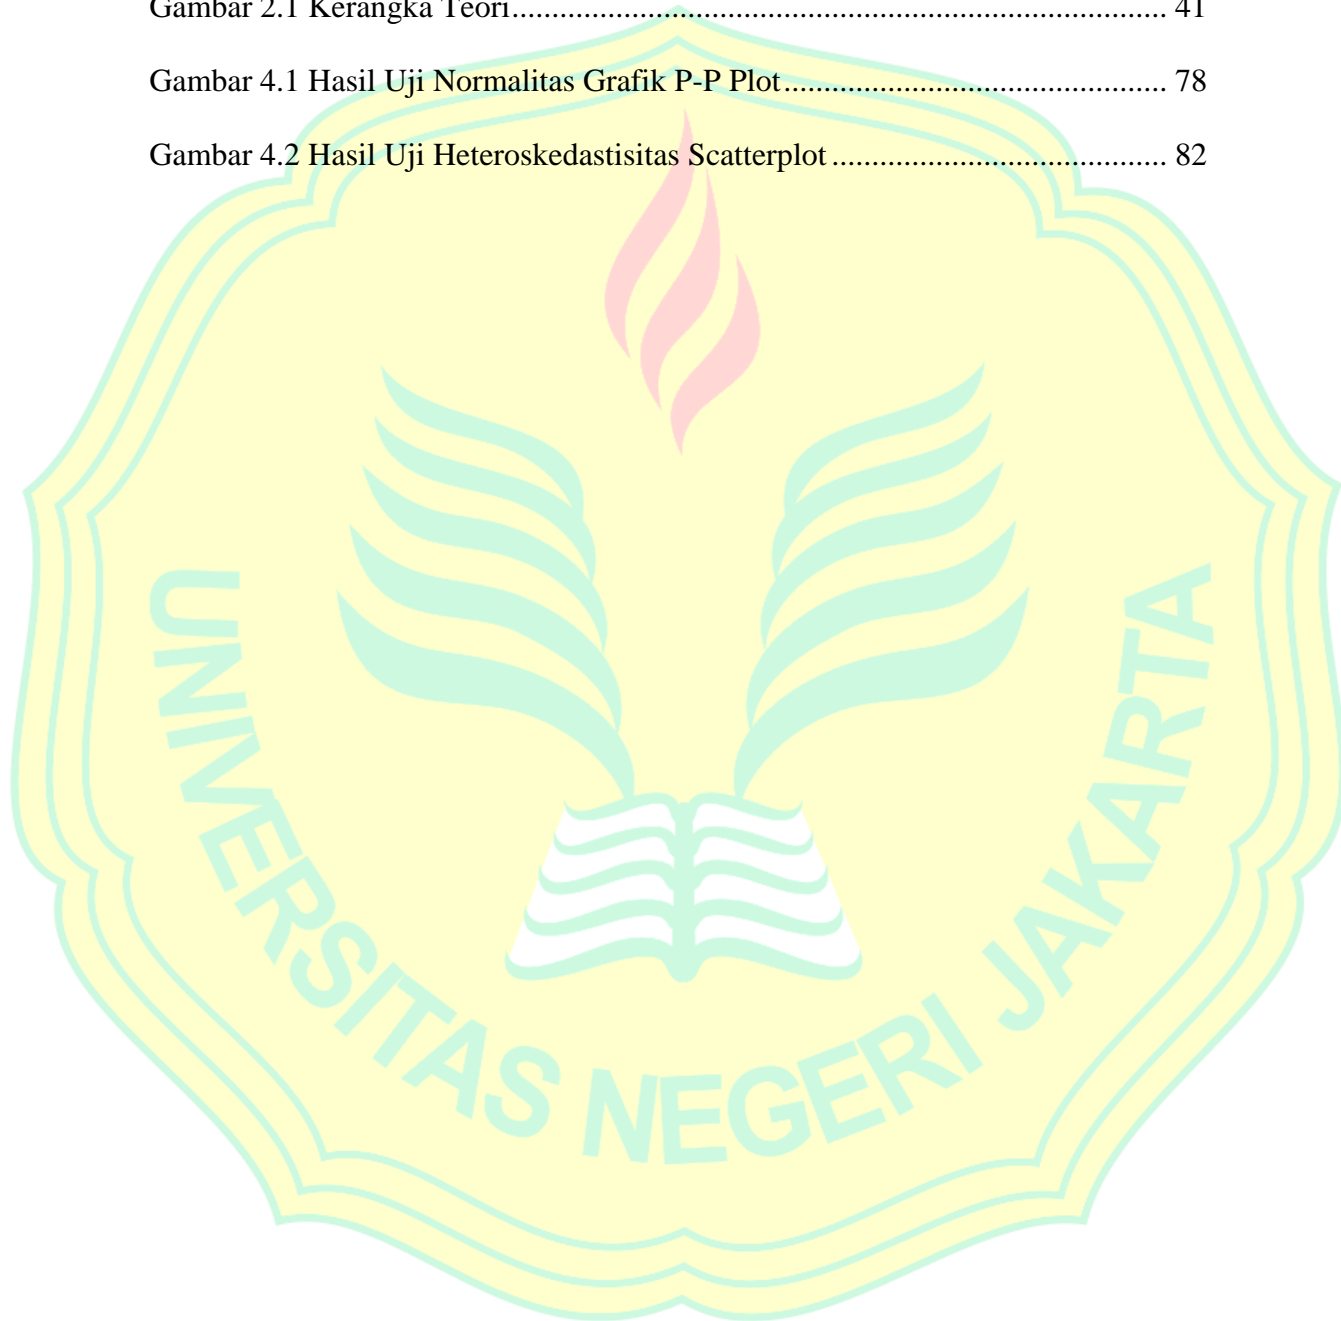 Gambar 2.1 Kerangka Teori.................................................................................. 41
Gambar 4.1 Hasil Uji Normalitas Grafik P-P Plot................................................ 78
Gambar 4.2 Hasil Uji Heteroskedastisitas Scatterplot .......................................... 82
UNIVERSITAS NEGERI JAKARTA